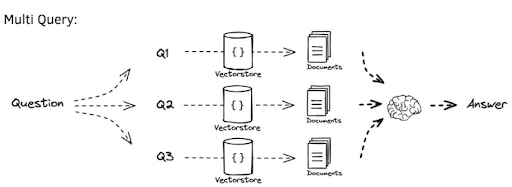 Multi Query:
Q1
{ }
Vectorstore
Documents
Question
Q2
{ }
Vectorstore
Documents
Answer
Q3
{ }
Vectorstore
Documents